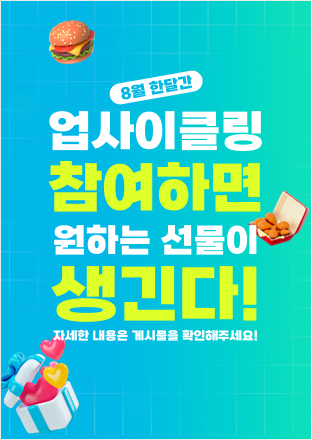 8월 한달간
업사이클링
참여하면
원하는 선물이
생긴다!
자세한 내용은 게시물을 확인해주세요!